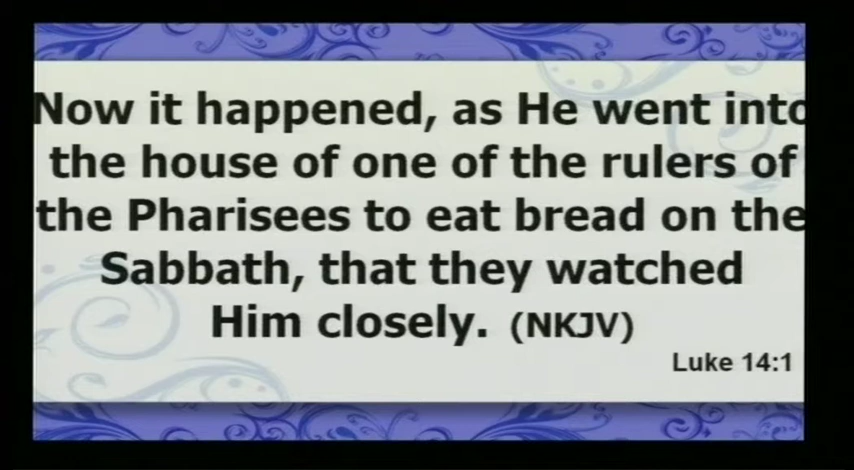 Now it happened, as He went into
the house of one of the rulers of
the Pharisees to eat bread on the
Sabbath, that they watched
Him closely. (NKJV)
Luke 14:1